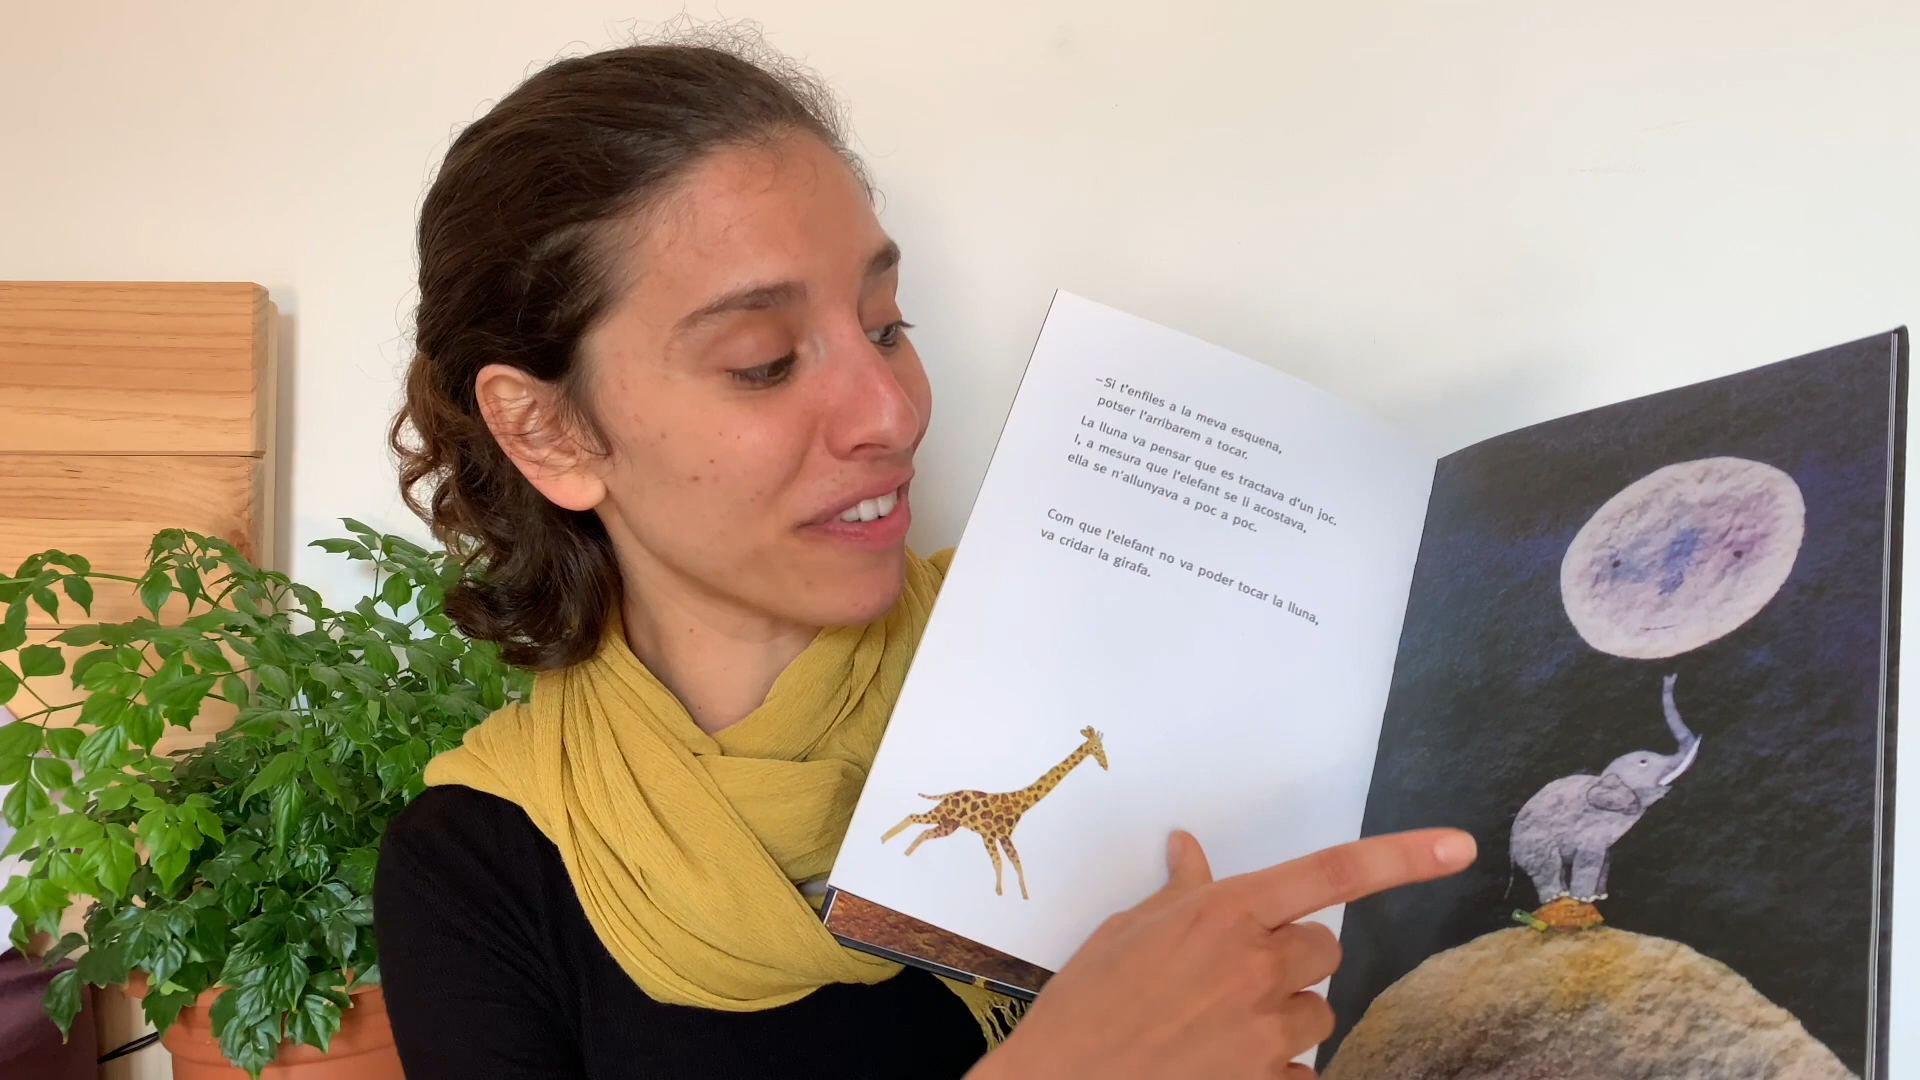 –Si t'enfiles a la meva esquena,
potser l'arribarem a tocar.
La lluna va pensar que es tractava d'un joc.
I, a mesura que l'elefant se li acostava,
ella se n'allunyava a poc a poc.
Com que l'elefant no va poder tocar la lluna,
va cridar la girafa.